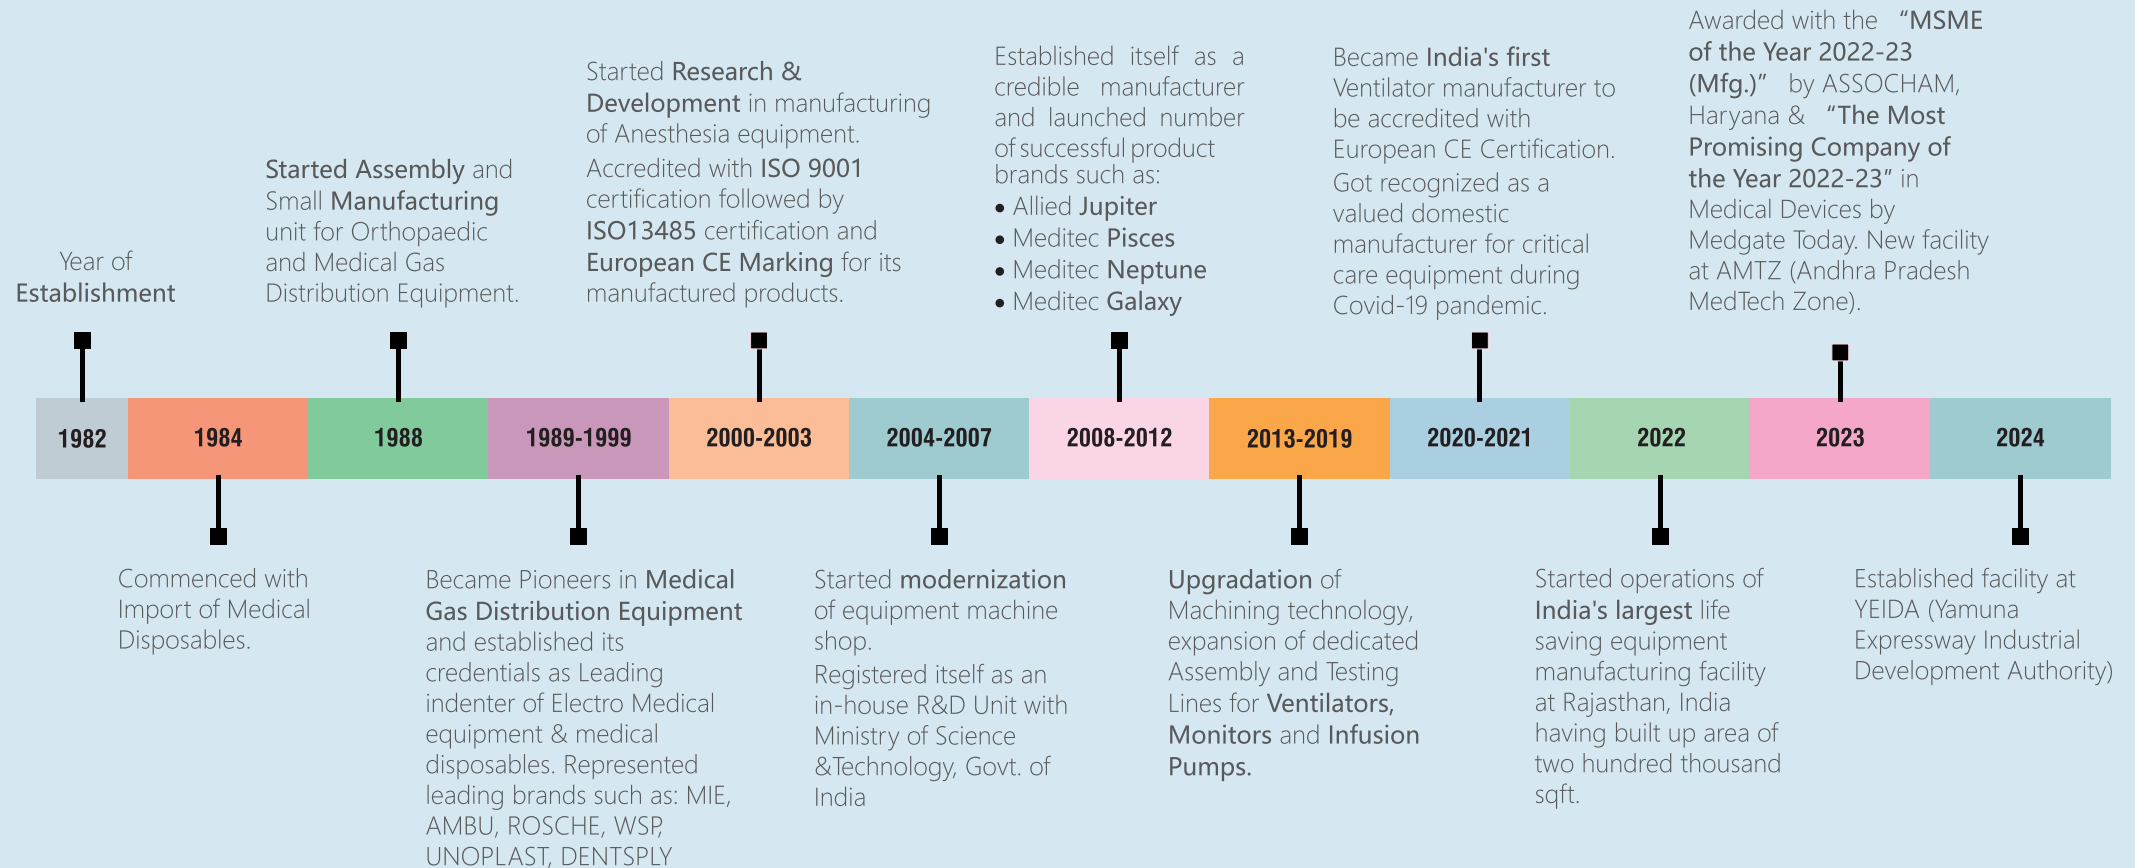 Year of
Establishment
Started Assembly and
Small Manufacturing
unit for Orthopaedic
and Medical Gas
Distribution Equipment.
Started Research &
Development in manufacturing
of Anesthesia equipment.
Accredited with ISO 9001
certification followed by
ISO13485 certification and
European CE Marking for its
manufactured products.
Established itself as a
credible manufacturer
and launched number
of successful product
brands such as:
• Allied Jupiter
• Meditec Pisces
• Meditec Neptune
• Meditec Galaxy
Became India's first
Ventilator manufacturer to
be accredited with
European CE Certification.
Got recognized as a
valued domestic
manufacturer for critical
care equipment during
Covid-19 pandemic.
Awarded with the “MSME
of the Year 2022-23
(Mfg.)” by ASSOCHAM,
Haryana & “The Most
Promising Company of
the Year 2022-23” in
Medical Devices by
Medgate Today. New facility
at AMTZ (Andhra Pradesh
MedTech Zone).
1982 1984 1988 1989-1999 2000-2003 2004-2007 2008-2012 2013-2019 2020-2021 2022 2023 2024
Commenced with
Import of Medical
Disposables.
Became Pioneers in Medical
Gas Distribution Equipment
and established its
credentials as Leading
indenter of Electro Medical
equipment & medical
disposables. Represented
leading brands such as: MIE,
AMBU, ROSCHE, WSP,
UNOPLAST, DENTSPLY
Started modernization
of equipment machine
shop.
Registered itself as an
in-house R&D Unit with
Ministry of Science
&Technology, Govt. of
India
Upgradation of
Machining technology,
expansion of dedicated
Assembly and Testing
Lines for Ventilators,
Monitors and Infusion
Pumps.
Started operations of
India's largest life
saving equipment
manufacturing facility
at Rajasthan, India
having built up area of
two hundred thousand
sqft.
Established facility at
YEIDA (Yamuna
Expressway Industrial
Development Authority)